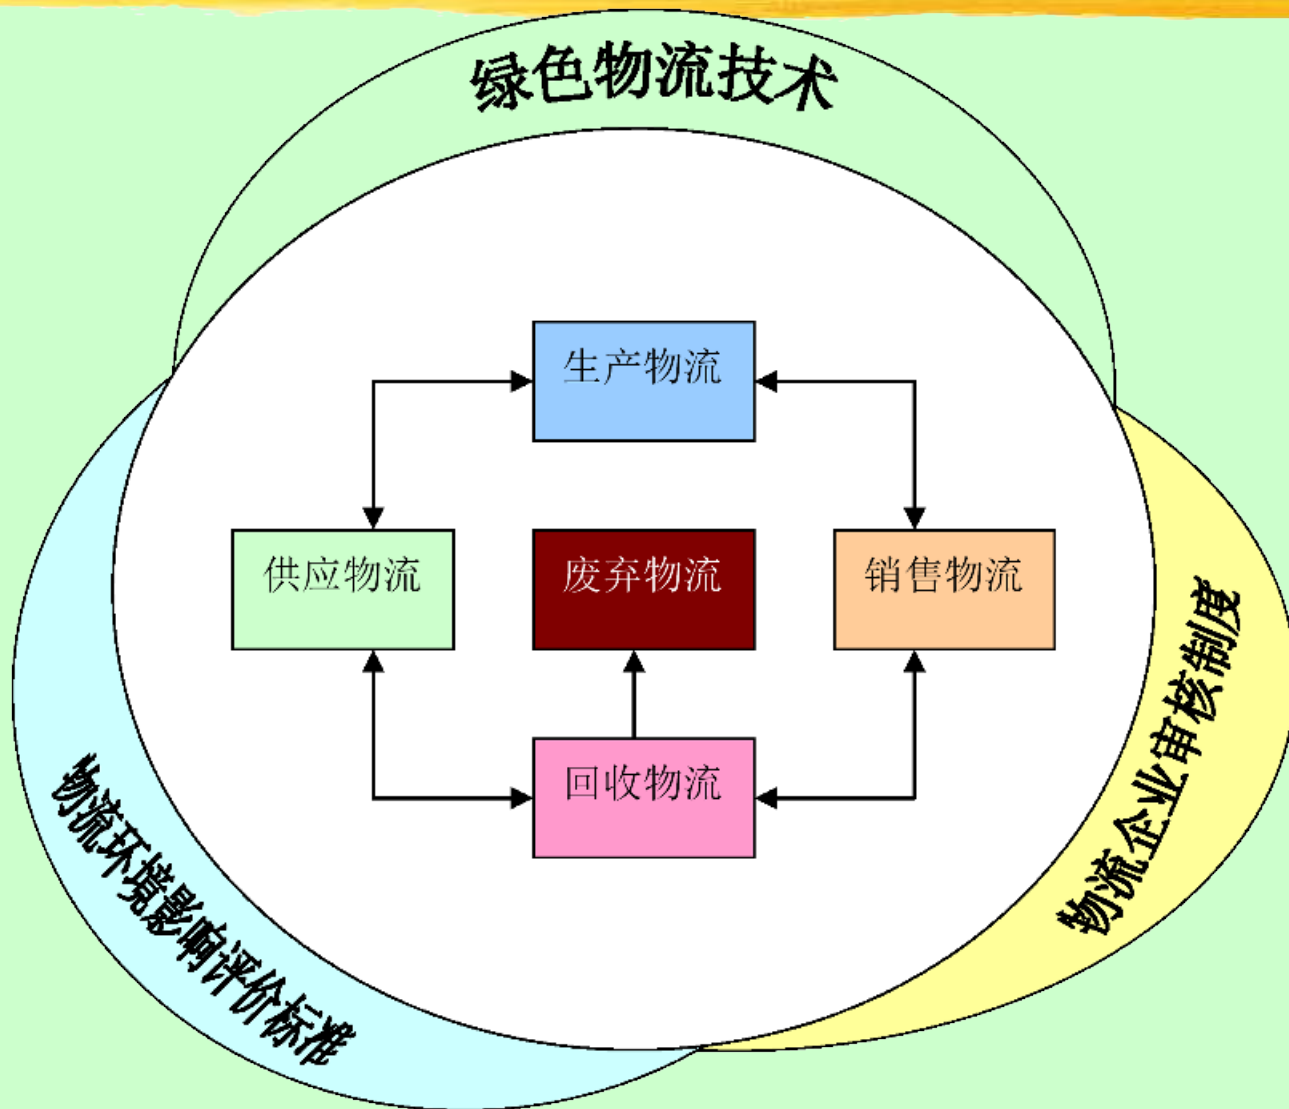 绿色物流技术
生产物流
供应物流
废弃物流
销售物流
回收物流
物流环境影响评价标准
物流企业审核制度